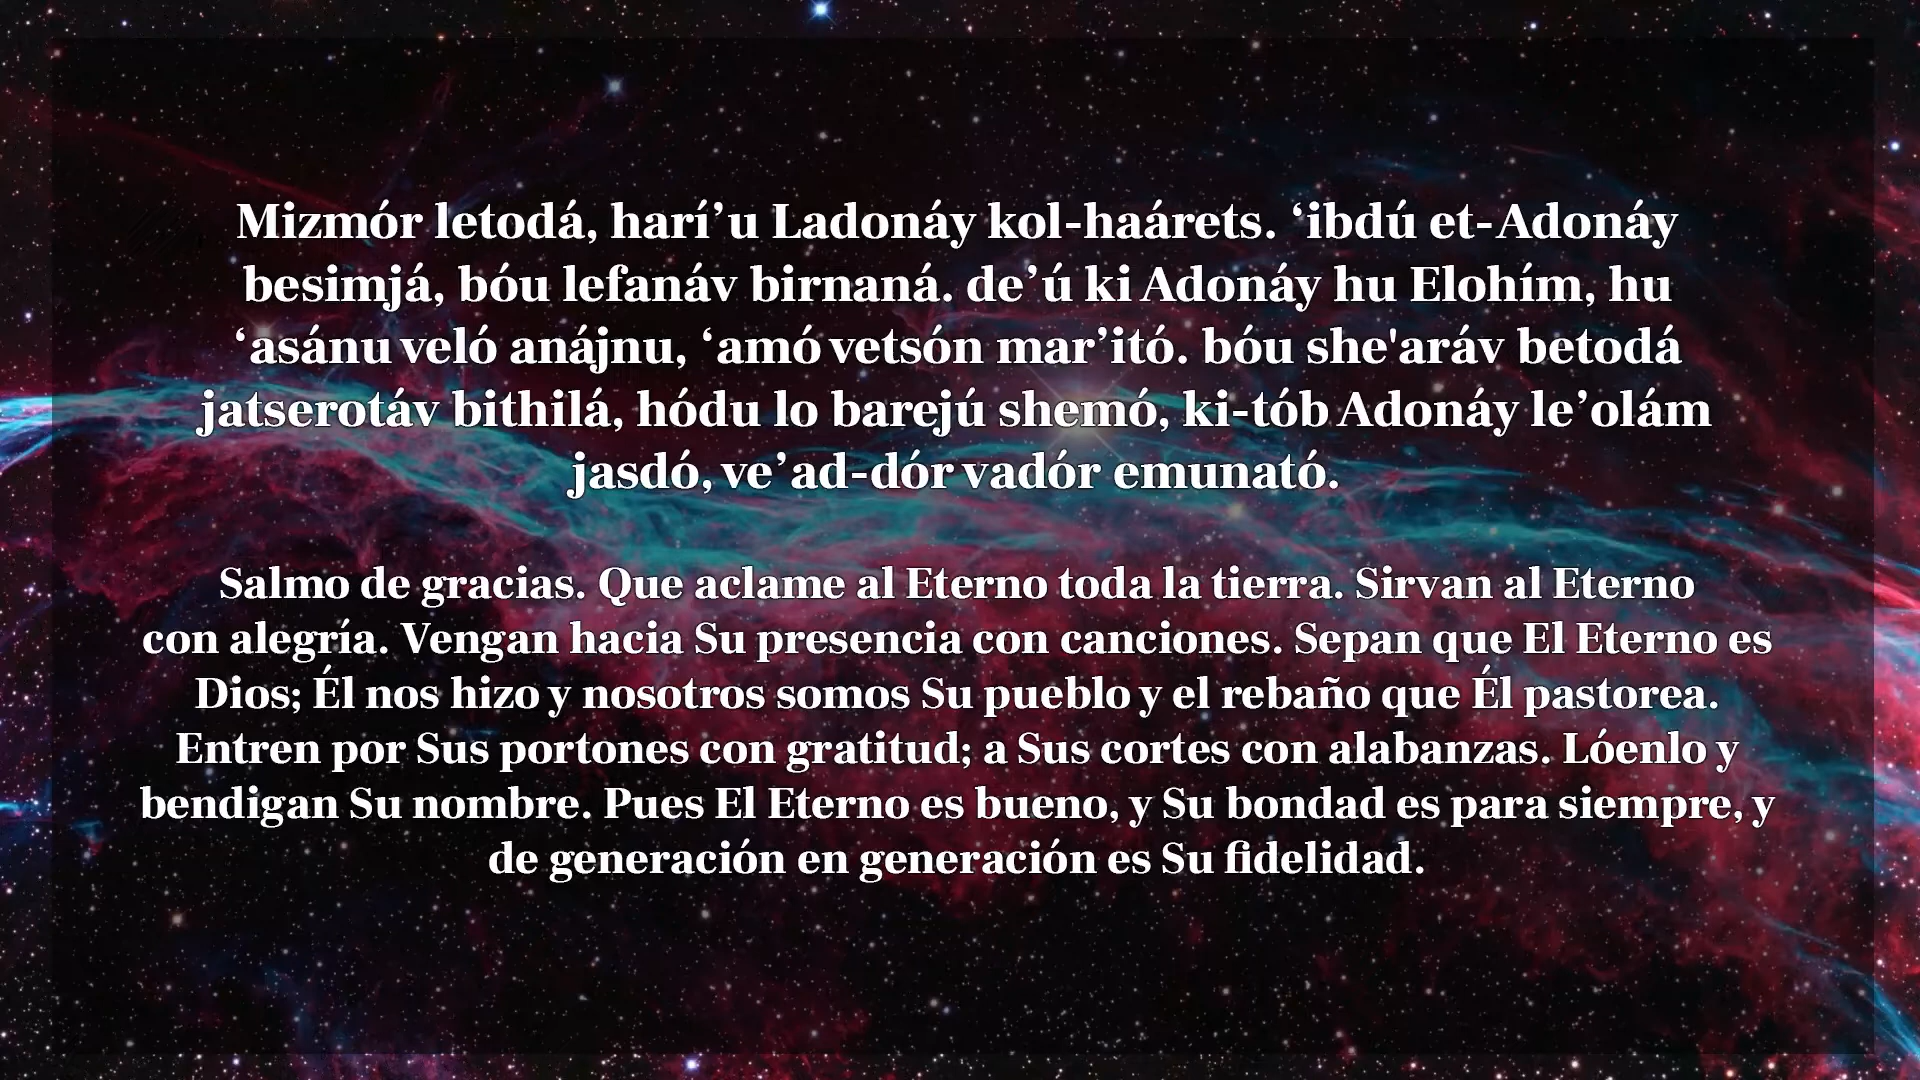 Mizmór letodá, harí’u Ladonáy kol-haárets. ‘ibdú et-Adonáy
besimjá, bóu lefanáv birnaná. de’ú ki Adonáy hu Elohím, hu
‘asánu veló anájnu, ‘amó vetsón mar’itó. bóu she'aráv betodá
jatserotáv bithilá, hódu lo barejú shemó, ki-tób Adonáy le’olám
jasdó, ve’ad-dór vadór emunató.
Salmo de gracias. Que aclame al Eterno toda la tierra. Sirvan al Eterno
con alegría. Vengan hacia Su presencia con canciones. Sepan que El Eterno es
Dios; Él nos hizo y nosotros somos Su pueblo y el rebaño que Él pastorea.
Entren por Sus portones con gratitud; a Sus cortes con alabanzas. Lóenlo y
bendigan Su nombre. Pues El Eterno es bueno, y Su bondad es para siempre, y
de generación en generación es Su fidelidad.